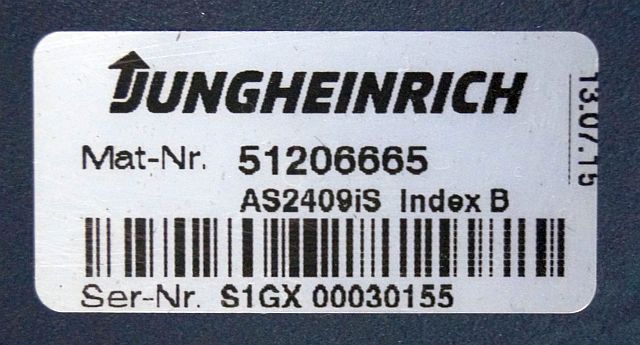 JUNGHEINRICH
Mat-Nr. 51206665
AS2409iS Index B
Ser-Nr. S1GX 00030155
13.07.15